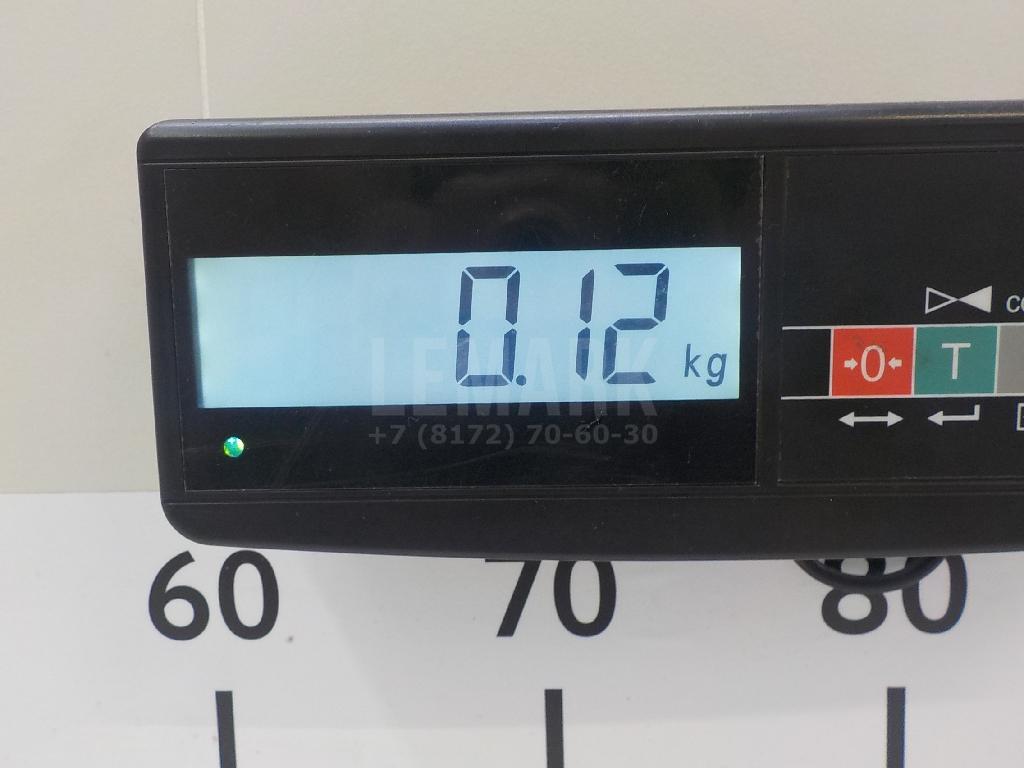 0.12 kg
LEMARK
+7 (8172) 70-60-30
→0← T
60 70 80